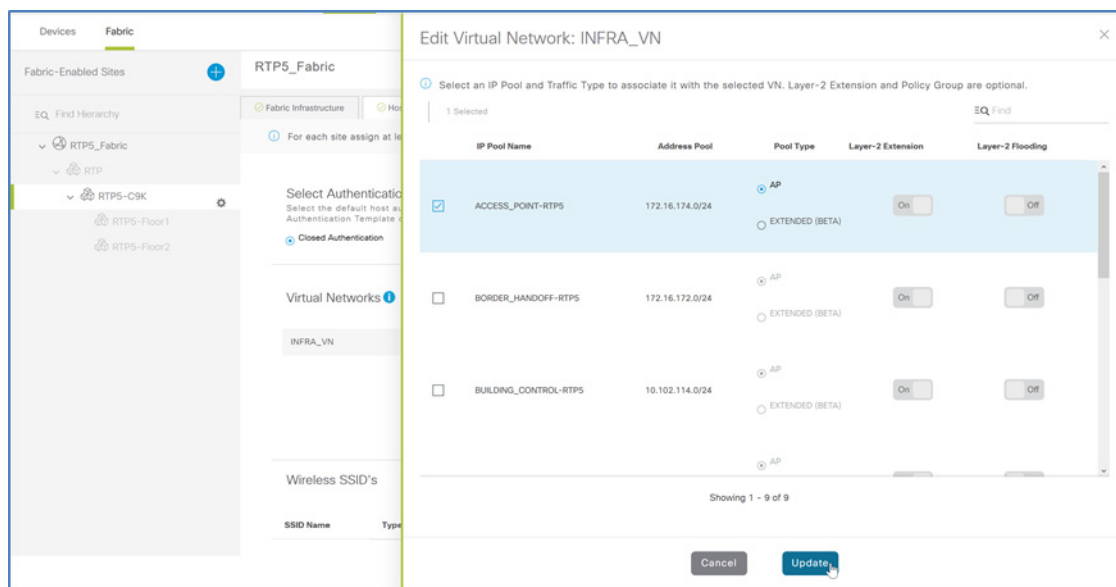 Devices
Fabric
Fabric-Enabled Sites
EQ Find Hierarchy
RTP5_Fabric
RTP
RTP5-C9K
RTP5-Floor1
RTP5-Floor2
RTP5_Fabric
Fabric Infrastructure
Hos
For each site assign at le
Select Authenticatio
Select the default host au
Authentication Template c
Closed Authentication
Virtual Networks
INFRA_VN
Wireless SSID's
SSID Name Type
Edit Virtual Network: INFRA_VN
Select an IP Pool and Traffic Type to associate it with the selected VN. Layer-2 Extension and Policy Group are optional.
1 Selected
EQ Find
IP Pool Name Address Pool Pool Type Layer-2 Extension Layer-2 Flooding
ACCESS_POINT-RTP5 172.16.174.0/24 AP On Off
EXTENDED (BETA)
BORDER_HANDOFF-RTP5 172.16.172.0/24 AP On Off
EXTENDED (BETA)
BUILDING_CONTROL-RTP5 10.102.114.0/24 AP On Off
EXTENDED (BETA)
AP
Showing 1 - 9 of 9
Cancel Update